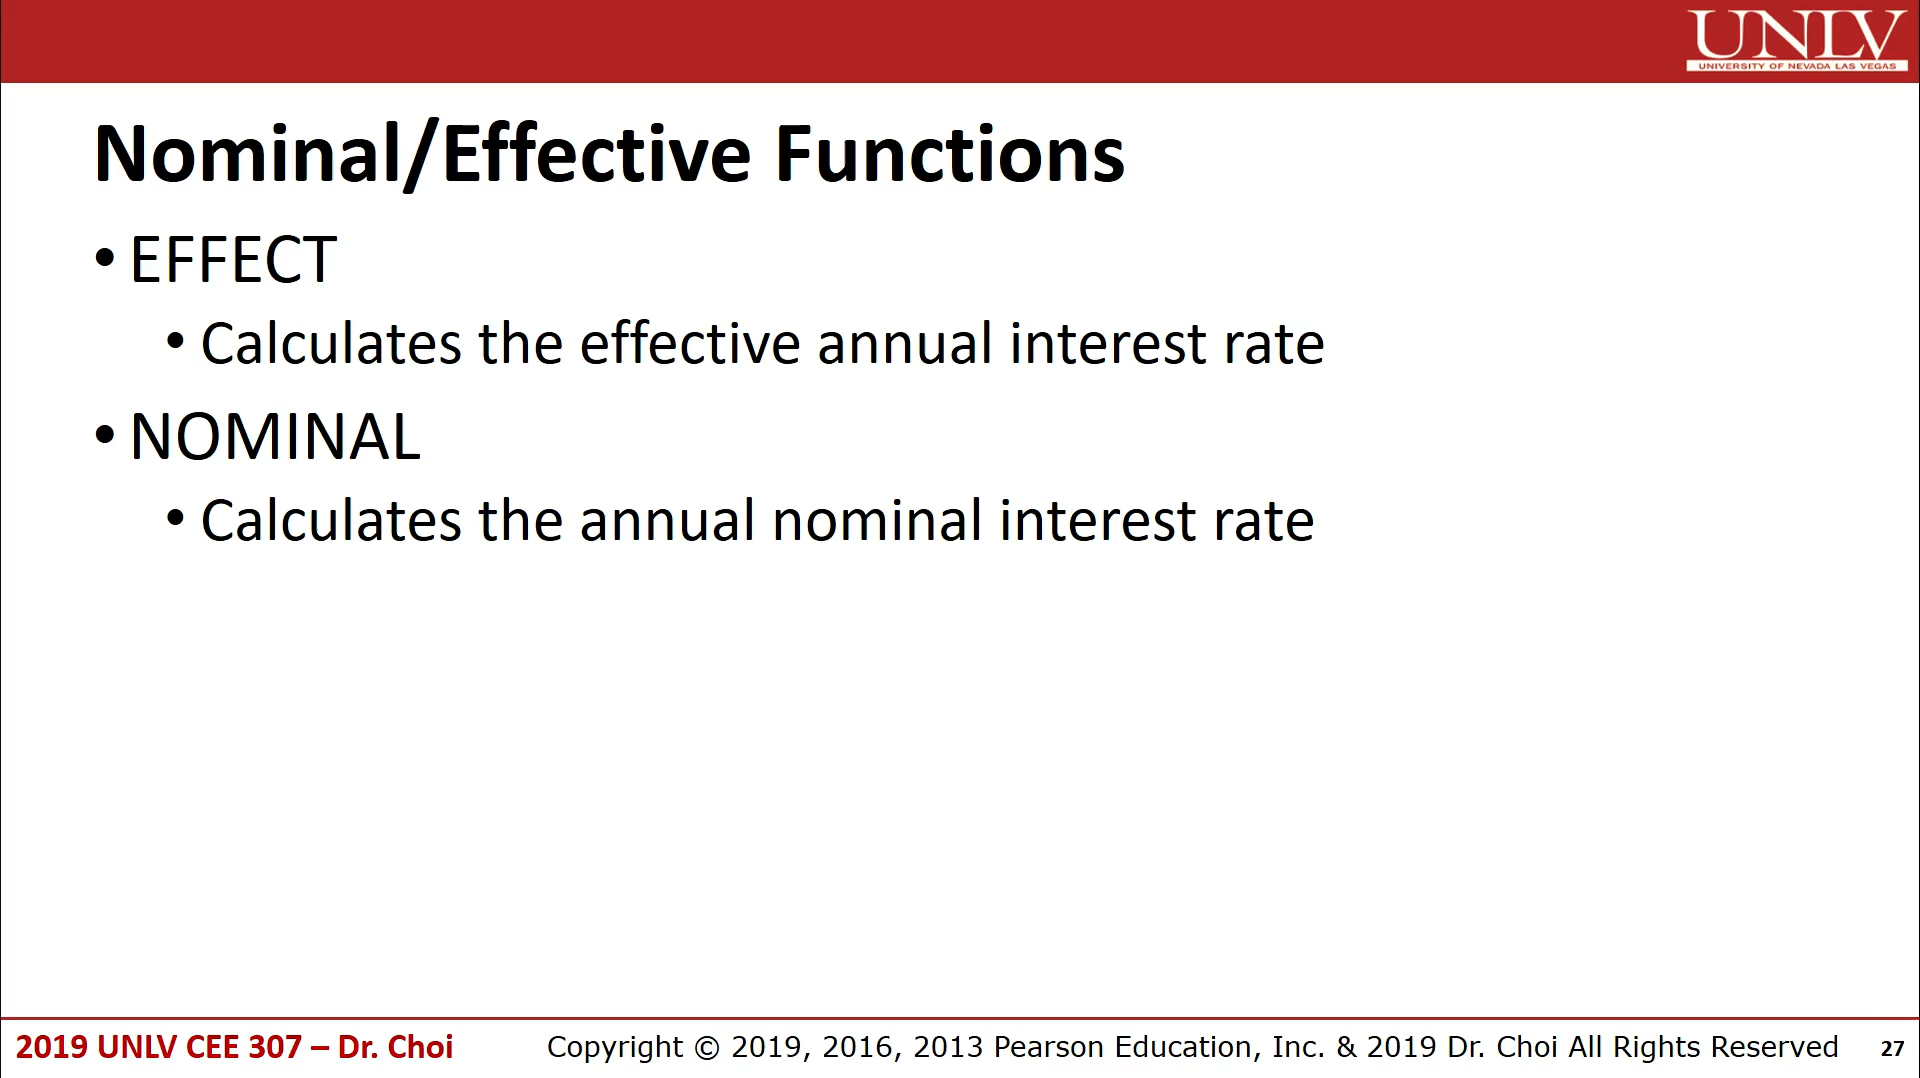 UNLV
UNIVERSITY OF NEVADA LAS VEGAS
Nominal/Effective Functions
• EFFECT
• Calculates the effective annual interest rate
• NOMINAL
• Calculates the annual nominal interest rate
2019 UNLV CEE 307 – Dr. Choi
Copyright © 2019, 2016, 2013 Pearson Education, Inc. & 2019 Dr. Choi All Rights Reserved
27